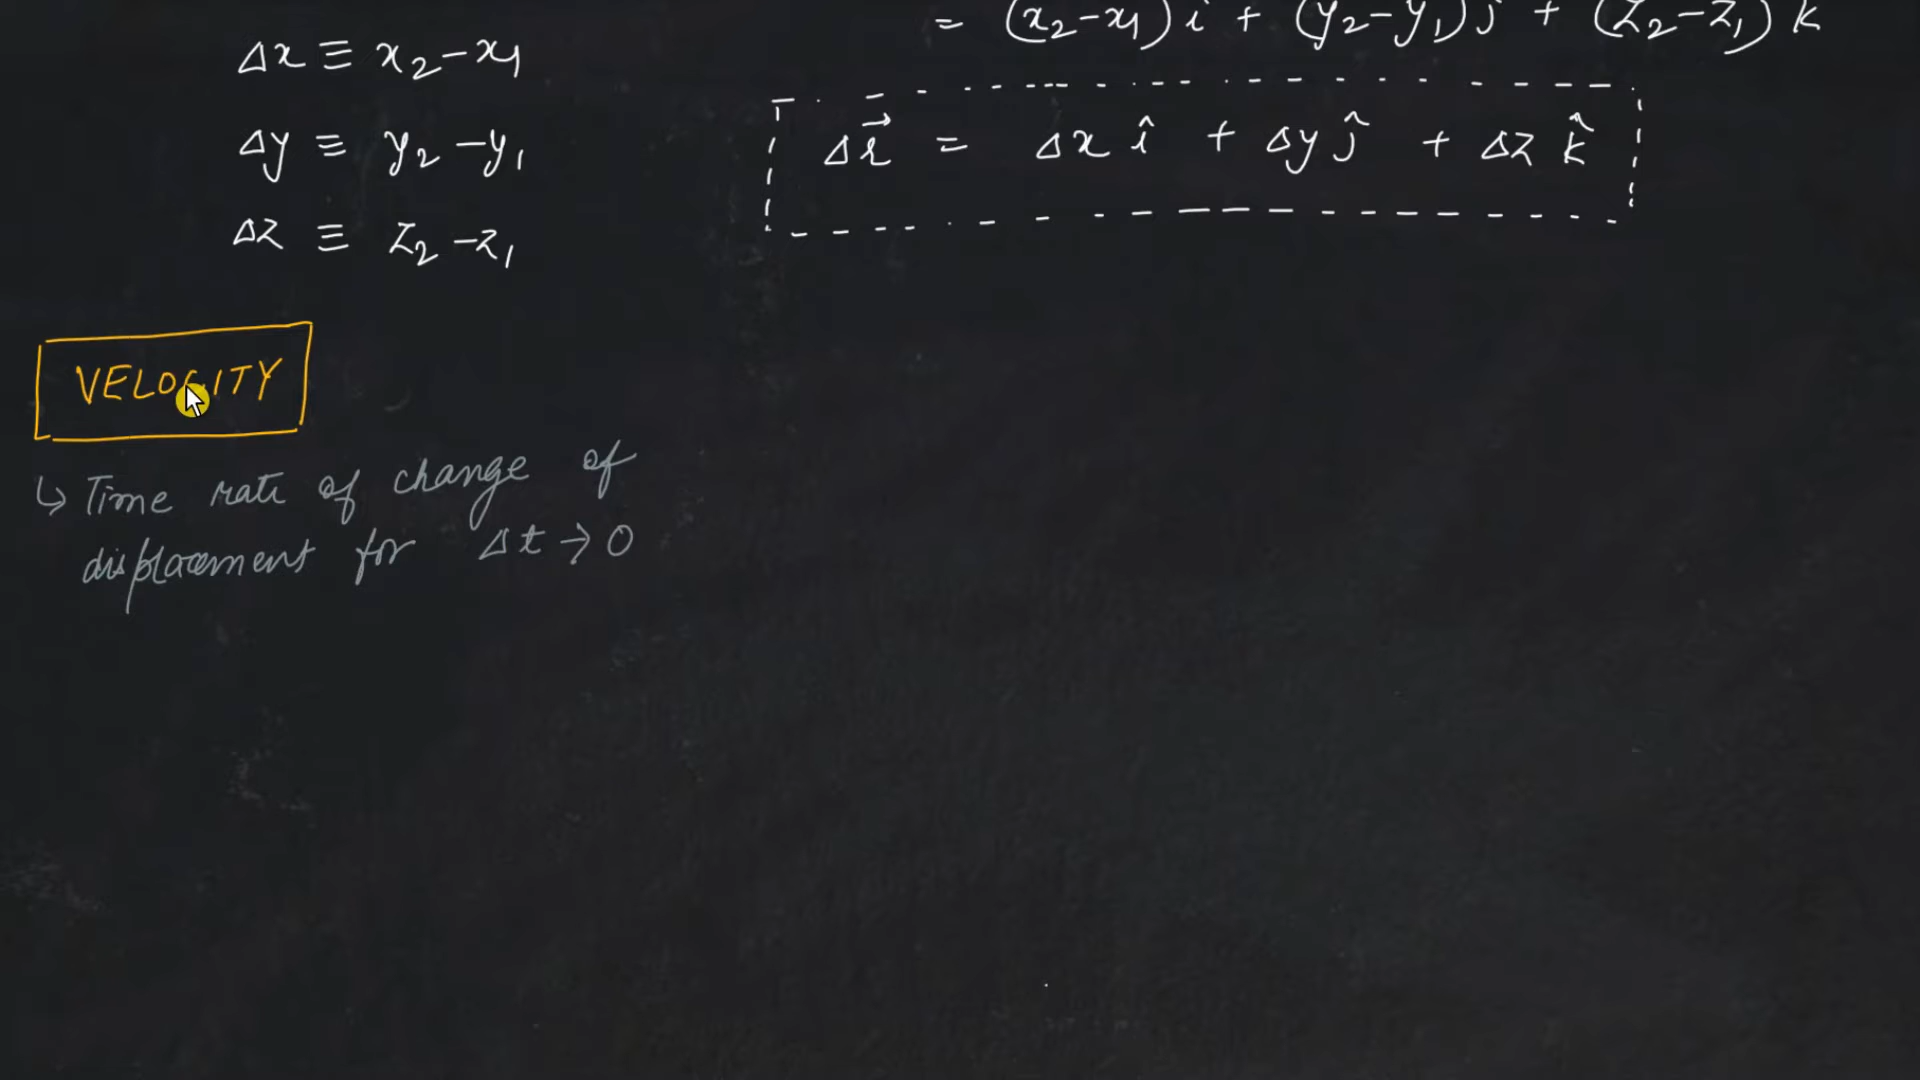 = (x₂-x₁) i + (y₂-y₁) j + (z₂-z₁) k
Δx ≡ x₂-x₁
Δy ≡ y₂-y₁
Δz ≡ z₂-z₁
Δr⃗ = Δx î + Δy ĵ + Δz k̂
VELOCITY
↳ Time rate of change of
displacement for Δt → 0